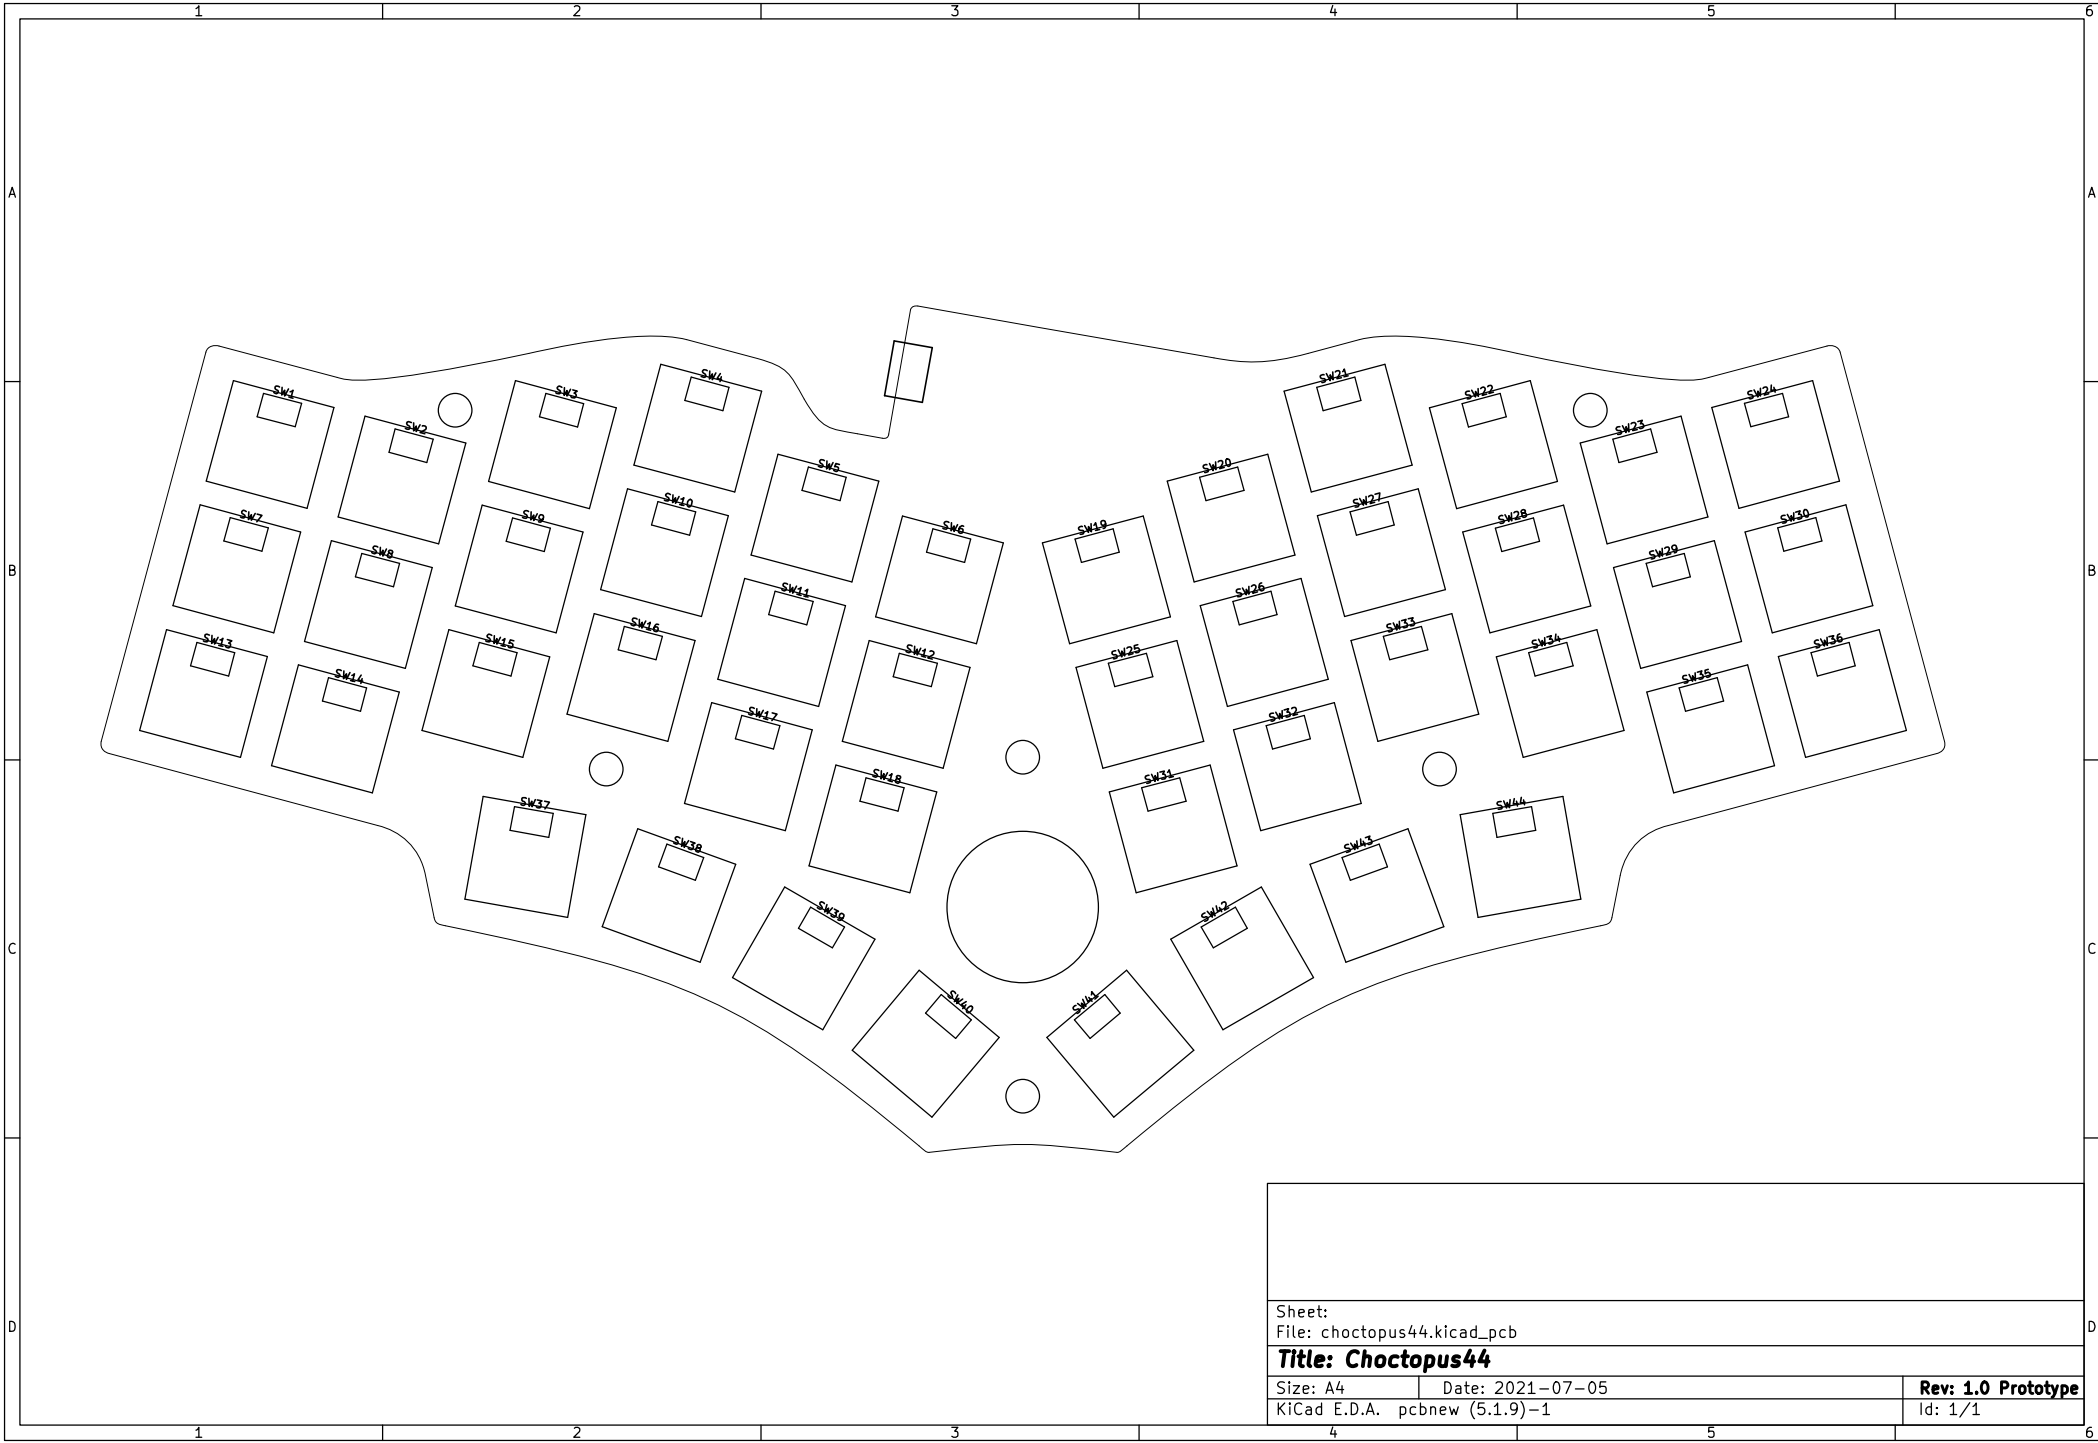 1 2 3 4 5 6
A A
SW4 SW21
SW1 SW3 SW22 SW24
SW2 SW23
SW5 SW20
SW10 SW27
SW7 SW9 SW6 SW19 SW28 SW30
SW8 SW29
B B
SW11 SW26
SW13 SW15 SW16 SW12 SW25 SW33 SW34 SW36
SW14 SW35
SW17 SW32
SW18 SW31
SW37 SW44
SW38 SW43
SW39 SW42
C C
SW40 SW41
Sheet:
D File: choctopus44.kicad_pcb D
Title: Choctopus44
Size: A4 Date: 2021-07-05 Rev: 1.0 Prototype
KiCad E.D.A. pcbnew (5.1.9)-1 Id: 1/1
1 2 3 4 5 6